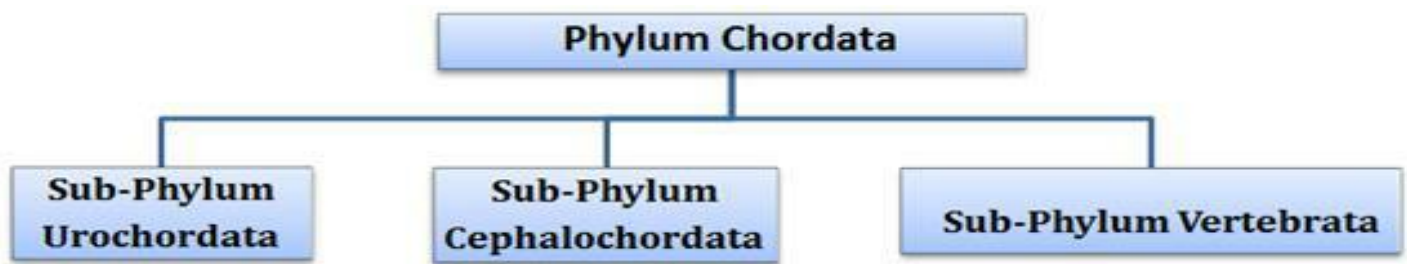 Phylum Chordata
Sub-Phylum
Urochordata
Sub-Phylum
Cephalochordata
Sub-Phylum Vertebrata